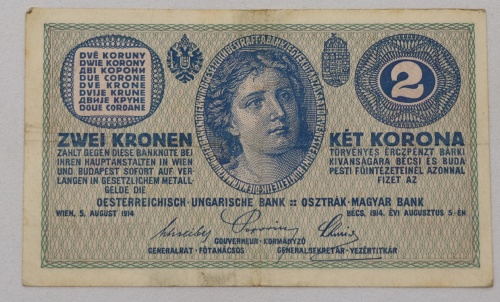 DVĚ KORUNY
DWIE KORONY
ДВІ КОРОНИ
DUE CORONE
DVE KRONE
DVIJE KRUNE
ДВИЈЕ КРУНЕ
DOUE COROANE
2
ZWEI KRONEN
ZAHLT GEGEN DIESE BANKNOTE BEI
IHREN HAUPTANSTALTEN IN WIEN
UND BUDAPEST SOFORT AUF VER-
LANGEN IN GESETZLICHEM METALL-
GELDE DIE
KÉT KORONA
TÖRVÉNYES ÉRCZPÉNZT BÁRKI
KIVÁNSÁGÁRA BÉCSI ÉS BUDA
PESTI FŐINTÉZETEINÉL AZONNAL
FIZET AZ
OESTERREICHISCH-UNGARISCHE BANK :: OSZTRÁK-MAGYAR BANK
WIEN, 5. AUGUST 1914
BÉCS, 1914. ÉVI AUGUSTUS 5-ÉN
GOUVERNEUR-KORMÁNYZÓ
GENERALRAT-FŐTANÁCSOS
GENERALSEKRETÄR-VEZÉRTITKÁR